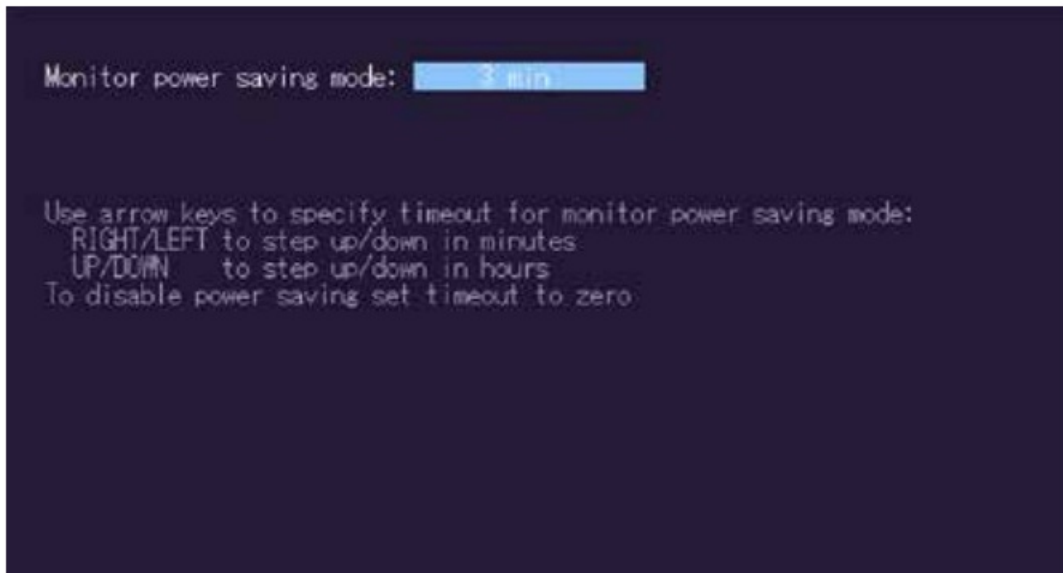 Monitor power saving mode: 3 min
Use arrow keys to specify timeout for monitor power saving mode:
RIGHT/LEFT to step up/down in minutes
UP/DOWN to step up/down in hours
To disable power saving set timeout to zero